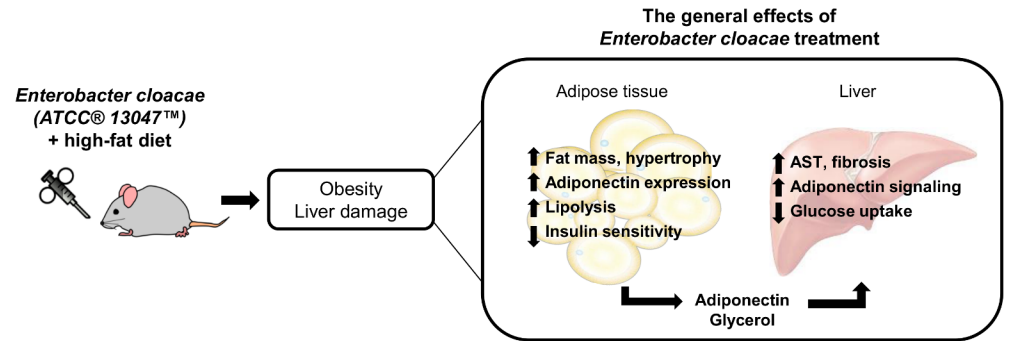 Enterobacter cloacae
(ATCC® 13047™)
+ high-fat diet
Obesity
Liver damage
The general effects of
Enterobacter cloacae treatment
Adipose tissue
Fat mass, hypertrophy
Adiponectin expression
Lipolysis
Insulin sensitivity
Liver
AST, fibrosis
Adiponectin signaling
Glucose uptake
Adiponectin
Glycerol